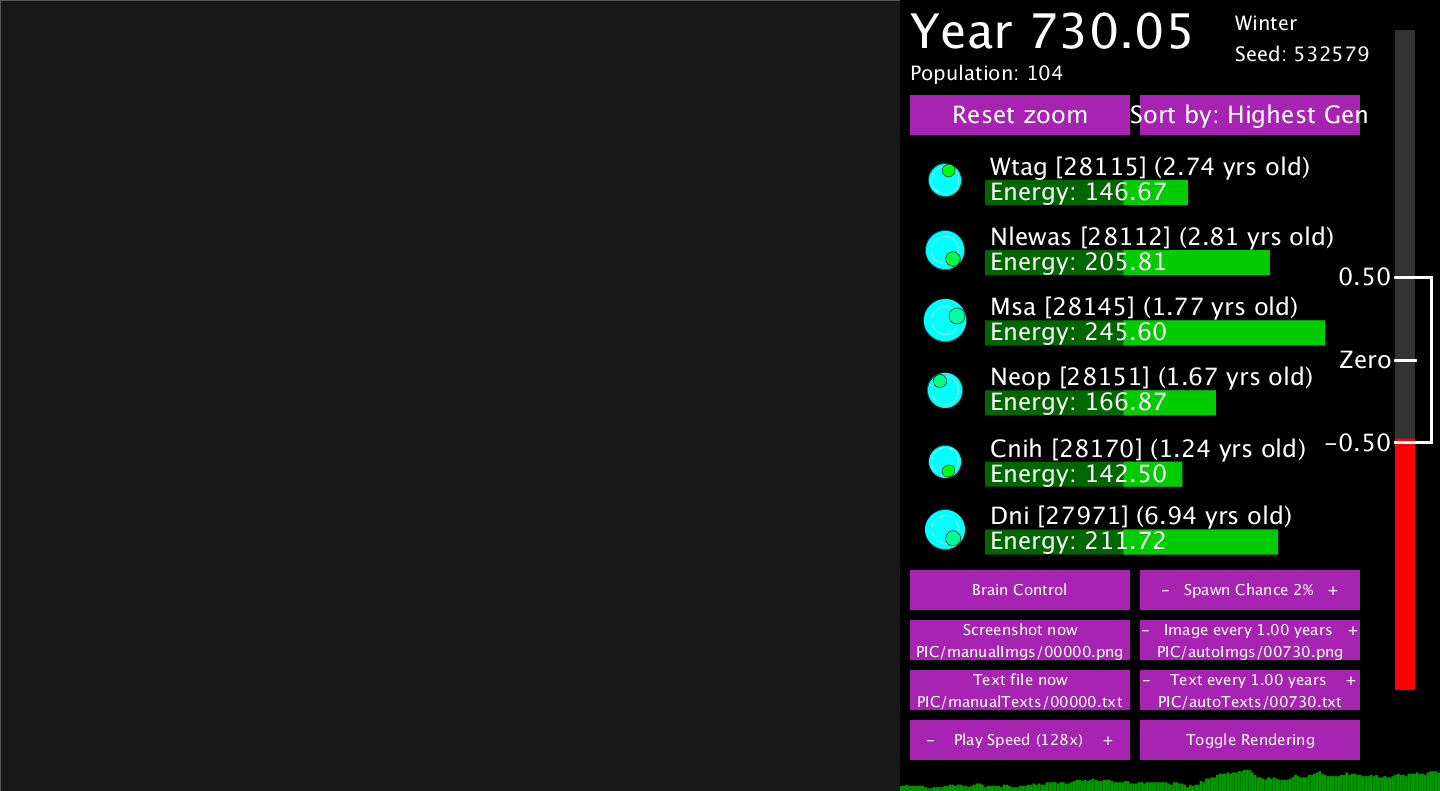 Year 730.05
Winter
Seed: 532579
Population: 104
Reset zoom
Sort by: Highest Gen
Wtag [28115] (2.74 yrs old)
Energy: 146.67
Nlewas [28112] (2.81 yrs old)
Energy: 205.81
Msa [28145] (1.77 yrs old)
Energy: 245.60
Neop [28151] (1.67 yrs old)
Energy: 166.87
Cnih [28170] (1.24 yrs old)
Energy: 142.50
Dni [27971] (6.94 yrs old)
Energy: 211.72
0.50
Zero
-0.50
Brain Control
- Spawn Chance 2% +
Screenshot now
PIC/manualImgs/00000.png
- Image every 1.00 years +
PIC/autoImgs/00730.png
Text file now
PIC/manualTexts/00000.txt
- Text every 1.00 years +
PIC/autoTexts/00730.txt
- Play Speed (128x) +
Toggle Rendering